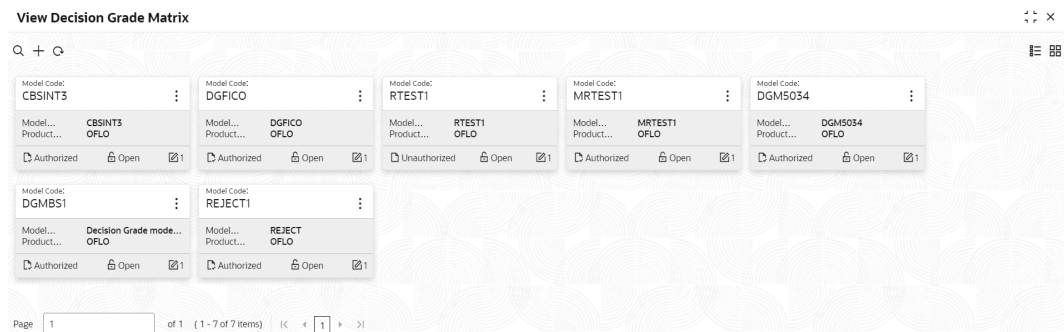 View Decision Grade Matrix
Model Code:
CBSINT3
Model... CBSINT3
Product... OFLO
Authorized Open 1
Model Code:
DGFICO
Model... DGFICO
Product... OFLO
Authorized Open 1
Model Code:
RTEST1
Model... RTEST1
Product... OFLO
Unauthorized Open 1
Model Code:
MRTEST1
Model... MRTEST1
Product... OFLO
Authorized Open 1
Model Code:
DGM5034
Model... DGM5034
Product... OFLO
Authorized Open 1
Model Code:
DGMBS1
Model... Decision Grade mode...
Product... OFLO
Authorized Open 1
Model Code:
REJECT1
Model... REJECT
Product... OFLO
Authorized Open 1
Page 1 of 1 (1 - 7 of 7 items) 1